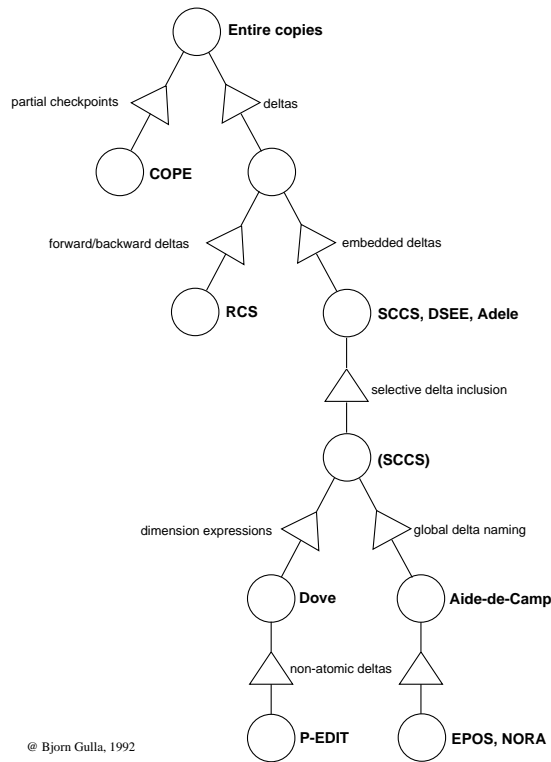 Entire copies
partial checkpoints
deltas
COPE
forward/backward deltas
embedded deltas
RCS
SCCS, DSEE, Adele
selective delta inclusion
(SCCS)
dimension expressions
global delta naming
Dove
Aide-de-Camp
non-atomic deltas
P-EDIT
EPOS, NORA
@ Bjorn Gulla, 1992